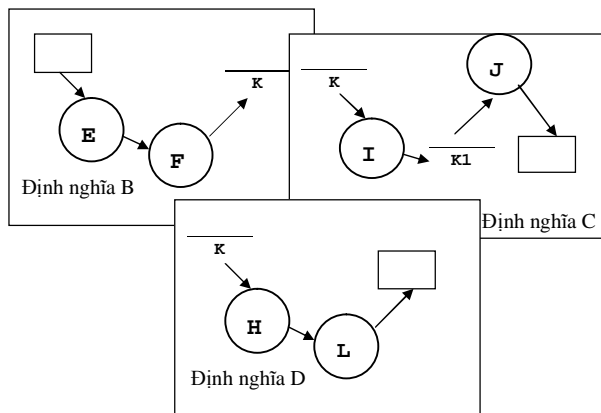 K
E
F
Định nghĩa B
J
K
I
K1
Định nghĩa C
K
H
L
Định nghĩa D